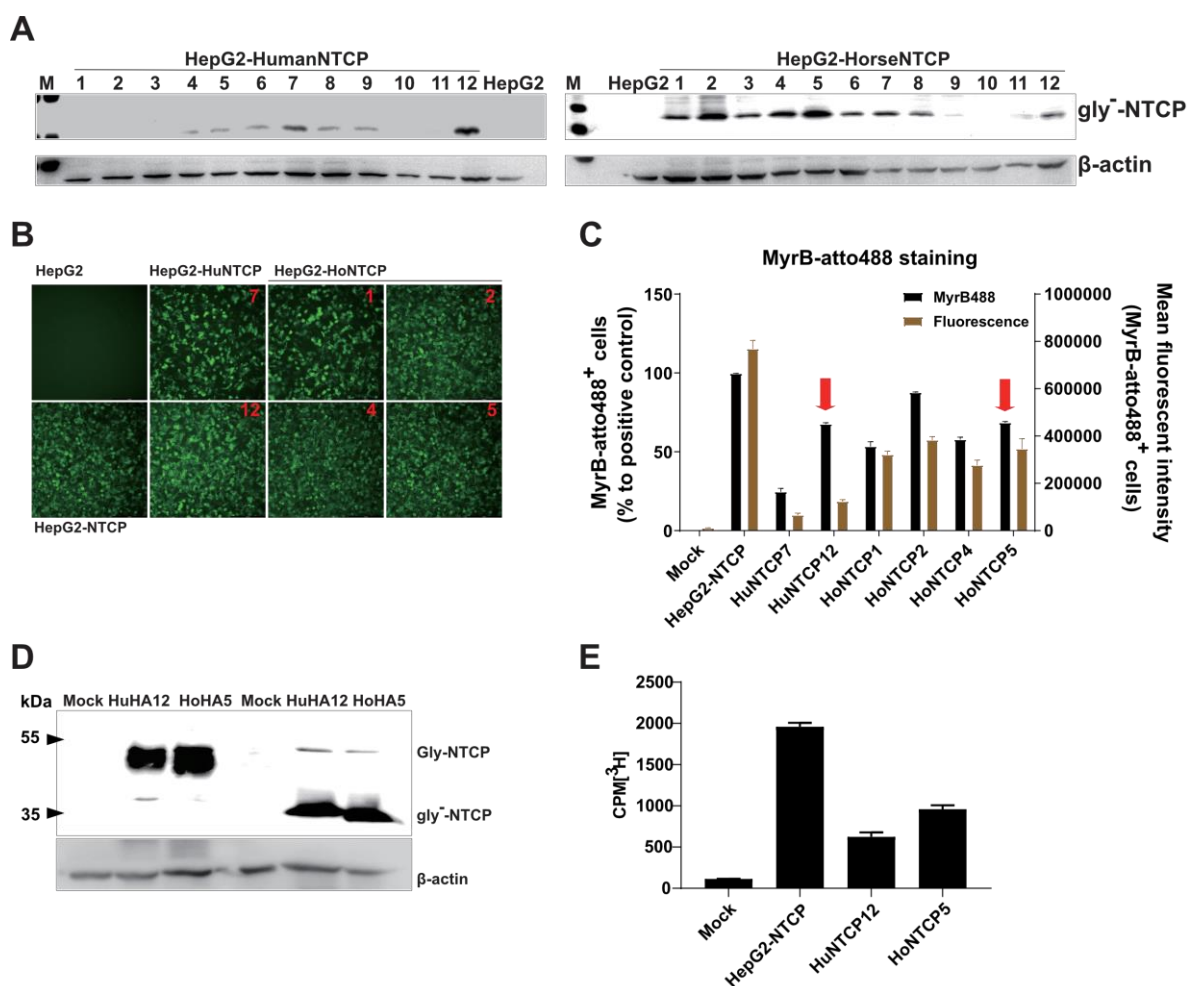 A
HepG2-HumanNTCP
M 1 2 3 4 5 6 7 8 9 10 11 12 HepG2
HepG2-HorseNTCP
M HepG2 1 2 3 4 5 6 7 8 9 10 11 12
gly⁻-NTCP
β-actin
B
HepG2 HepG2-HuNTCP HepG2-HoNTCP
7 1 2
12 4 5
HepG2-NTCP
C
MyrB-atto488 staining
MyrB488
Fluorescence
MyrB-atto488⁺ cells
(% to positive control)
150
100
50
0
1000000
800000
600000
400000
200000
0
Mean fluorescent intensity
(MyrB-atto488⁺ cells)
Mock
HepG2-NTCP
HuNTCP7
HuNTCP12
HoNTCP1
HoNTCP2
HoNTCP4
HoNTCP5
D
kDa Mock HuHA12 HoHA5 Mock HuHA12 HoHA5
55
35
Gly-NTCP
gly⁻-NTCP
β-actin
E
CPM[³H]
2500
2000
1500
1000
500
0
Mock
HepG2-NTCP
HuNTCP12
HoNTCP5